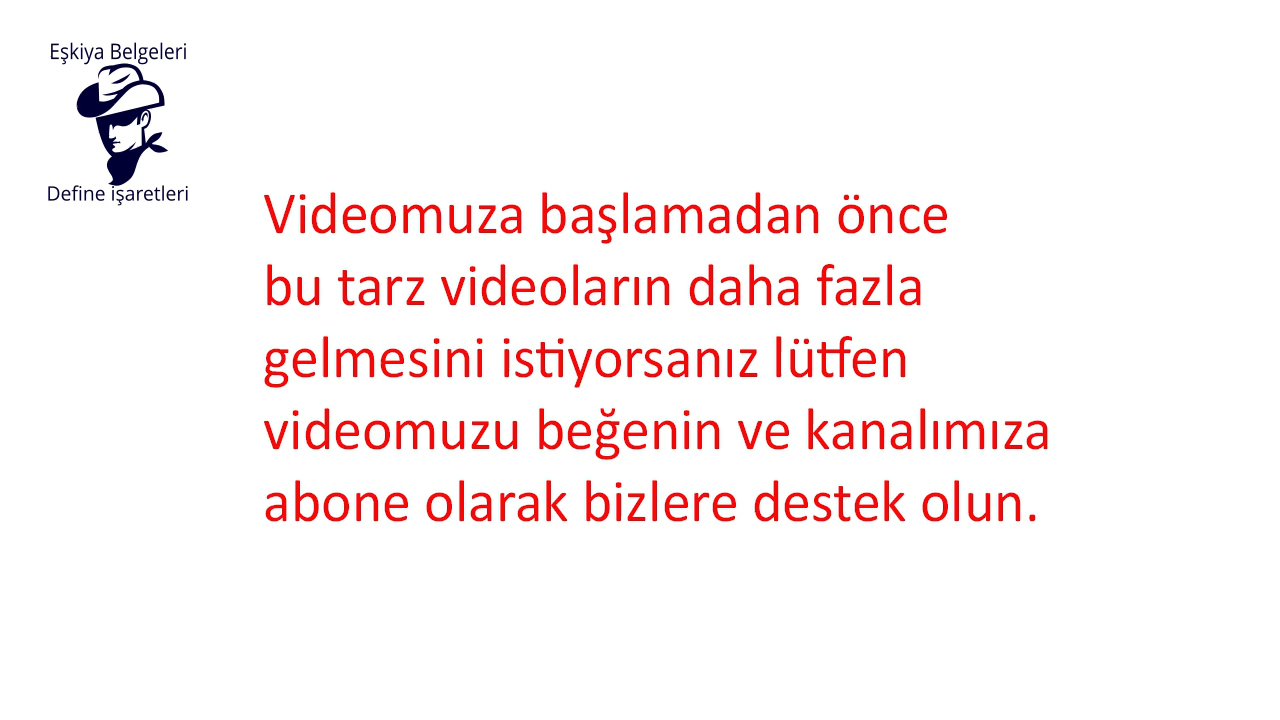 Eşkiya Belgeleri
Define işaretleri
Videomuza başlamadan önce
bu tarz videoların daha fazla
gelmesini istiyorsanız lütfen
videomuzu beğenin ve kanalımıza
abone olarak bizlere destek olun.